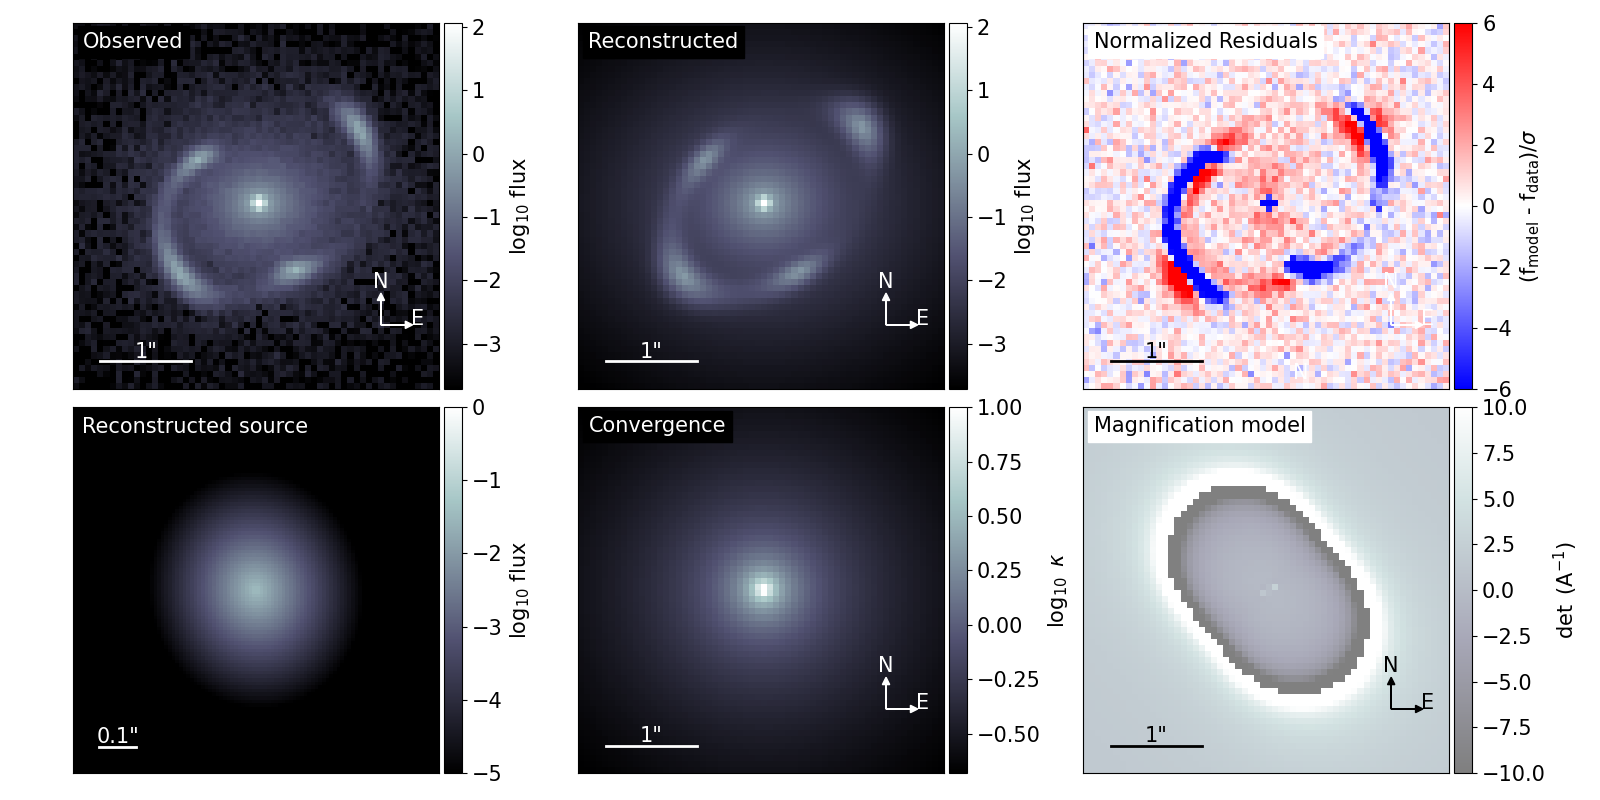 Observed
N
E
1"
2
1
0
−1
−2
−3
log10 flux
Reconstructed
N
E
1"
2
1
0
−1
−2
−3
log10 flux
Normalized Residuals
1"
N
6
4
2
0
−2
−4
−6
(fmodel - fdata)/σ
Reconstructed source
0.1"
0
−1
−2
−3
−4
−5
log10 flux
Convergence
N
E
1"
1.00
0.75
0.50
0.25
0.00
−0.25
−0.50
log10 κ
Magnification model
N
E
1"
10.0
7.5
5.0
2.5
0.0
−2.5
−5.0
−7.5
−10.0
det (A−1)